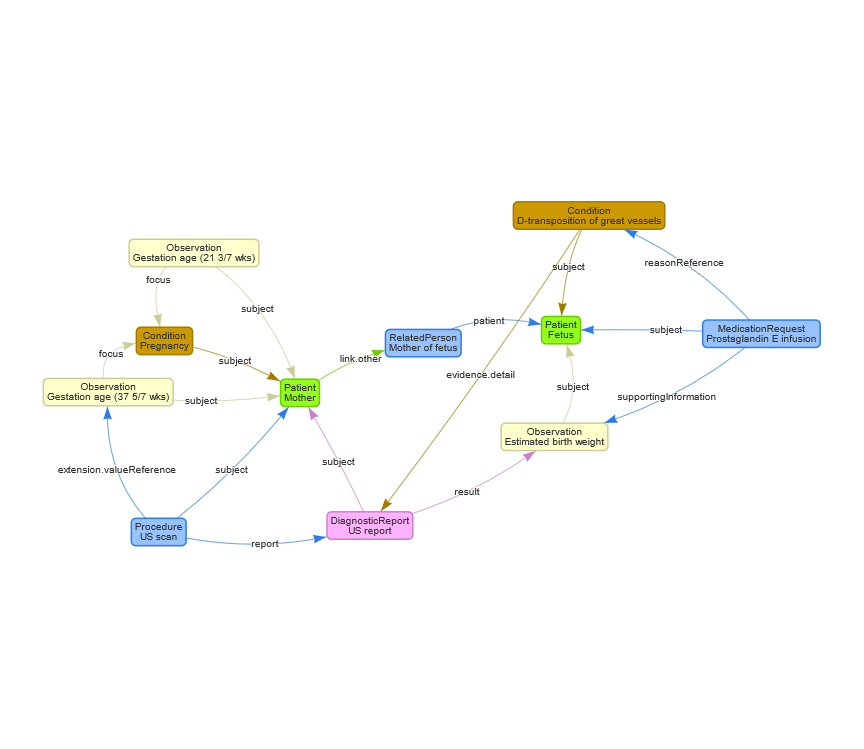 Condition
D-transposition of great vessels
Observation
Gestation age (21 3/7 wks)
subject
reasonReference
focus
subject
patient
Patient
Fetus
subject
MedicationRequest
Prostaglandin E infusion
Condition
Pregnancy
RelatedPerson
Mother of fetus
focus
subject
link.other
evidence.detail
Observation
Gestation age (37 5/7 wks)
subject
Patient
Mother
subject
supportingInformation
Observation
Estimated birth weight
extension.valueReference
subject
subject
result
Procedure
US scan
DiagnosticReport
US report
report